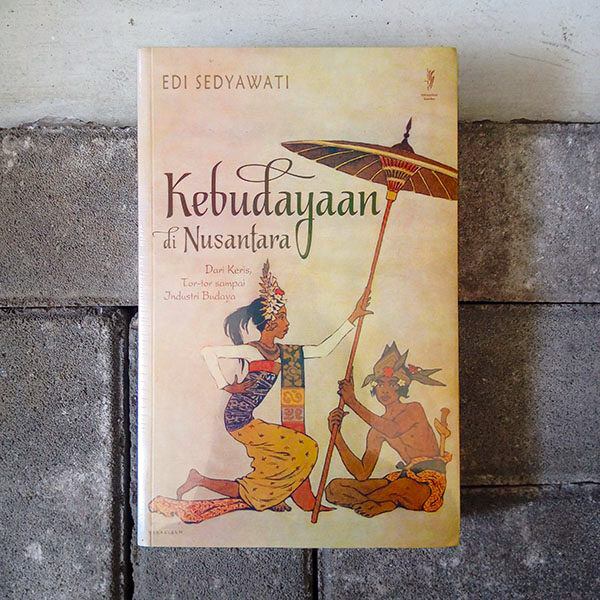 EDI SEDYAWATI
Kebudayaan
di Nusantara
Dari Keris,
Tor-tor sampai
Industri Budaya